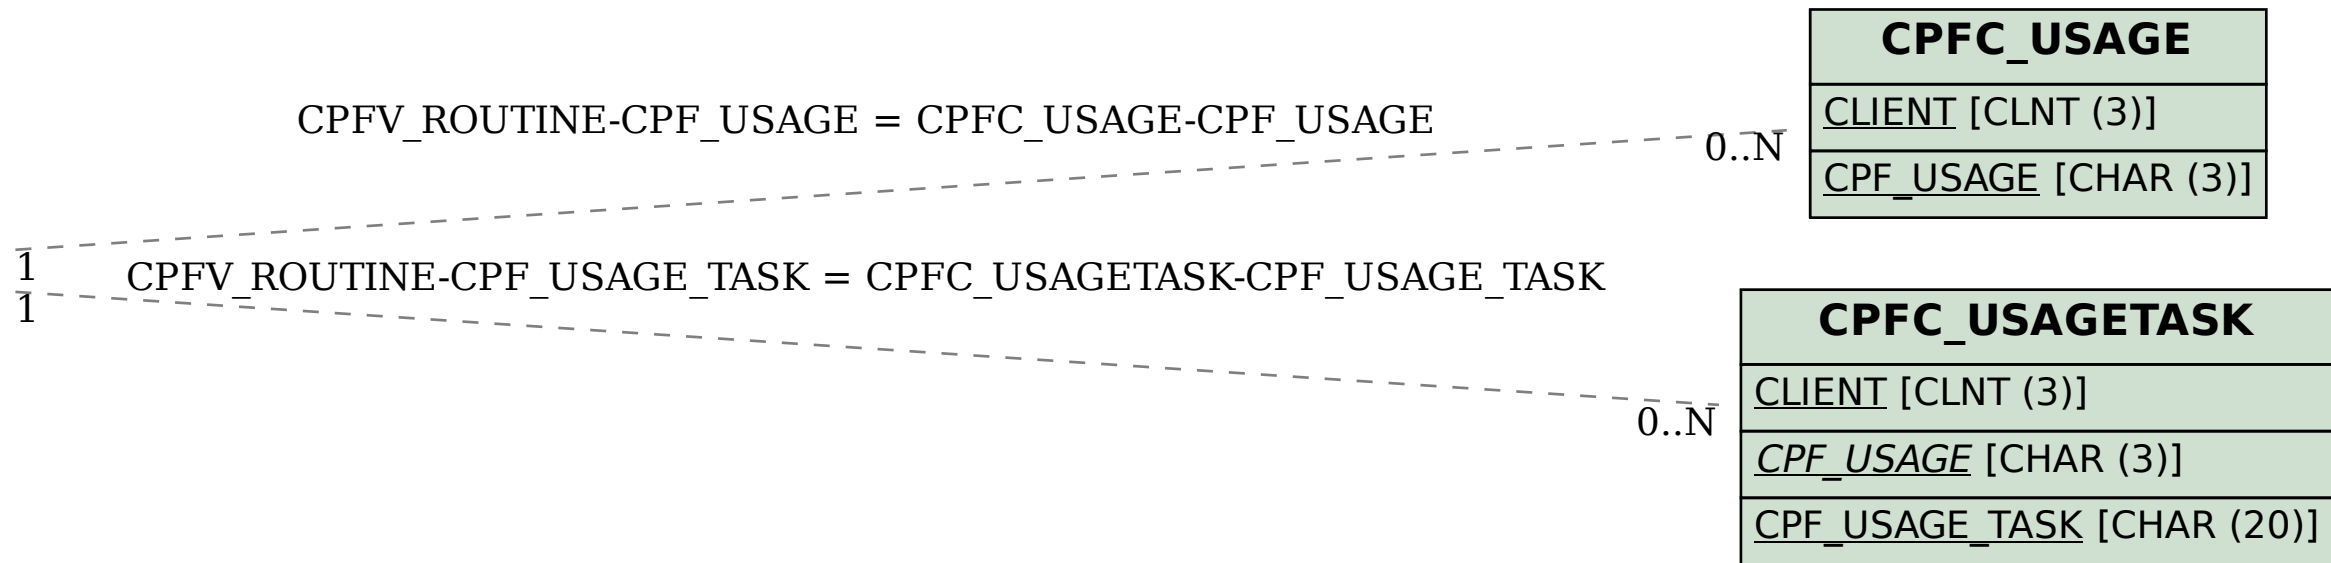 CPFC_USAGE
CLIENT [CLNT (3)]
CPF_USAGE [CHAR (3)]
CPFV_ROUTINE-CPF_USAGE = CPFC_USAGE-CPF_USAGE
0..N
1
CPFV_ROUTINE-CPF_USAGE_TASK = CPFC_USAGETASK-CPF_USAGE_TASK
1
0..N
CPFC_USAGETASK
CLIENT [CLNT (3)]
CPF_USAGE [CHAR (3)]
CPF_USAGE_TASK [CHAR (20)]